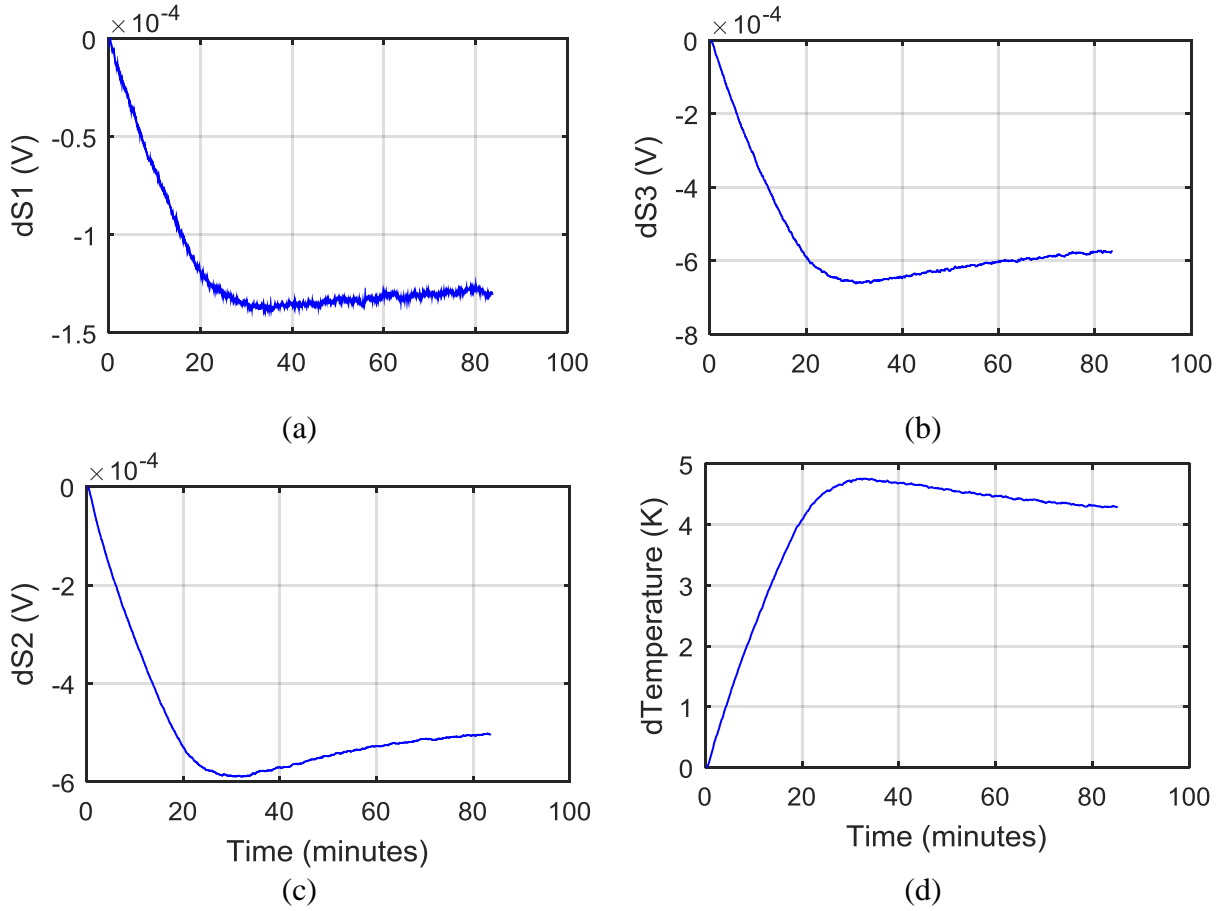 ×10-4
0
-0.5
-1
-1.5
dS1 (V)
0 20 40 60 80 100
(a)
×10-4
0
-2
-4
-6
-8
dS3 (V)
0 20 40 60 80 100
(b)
×10-4
0
-2
-4
-6
dS2 (V)
0 20 40 60 80 100
Time (minutes)
(c)
5
4
3
2
1
0
dTemperature (K)
0 20 40 60 80 100
Time (minutes)
(d)